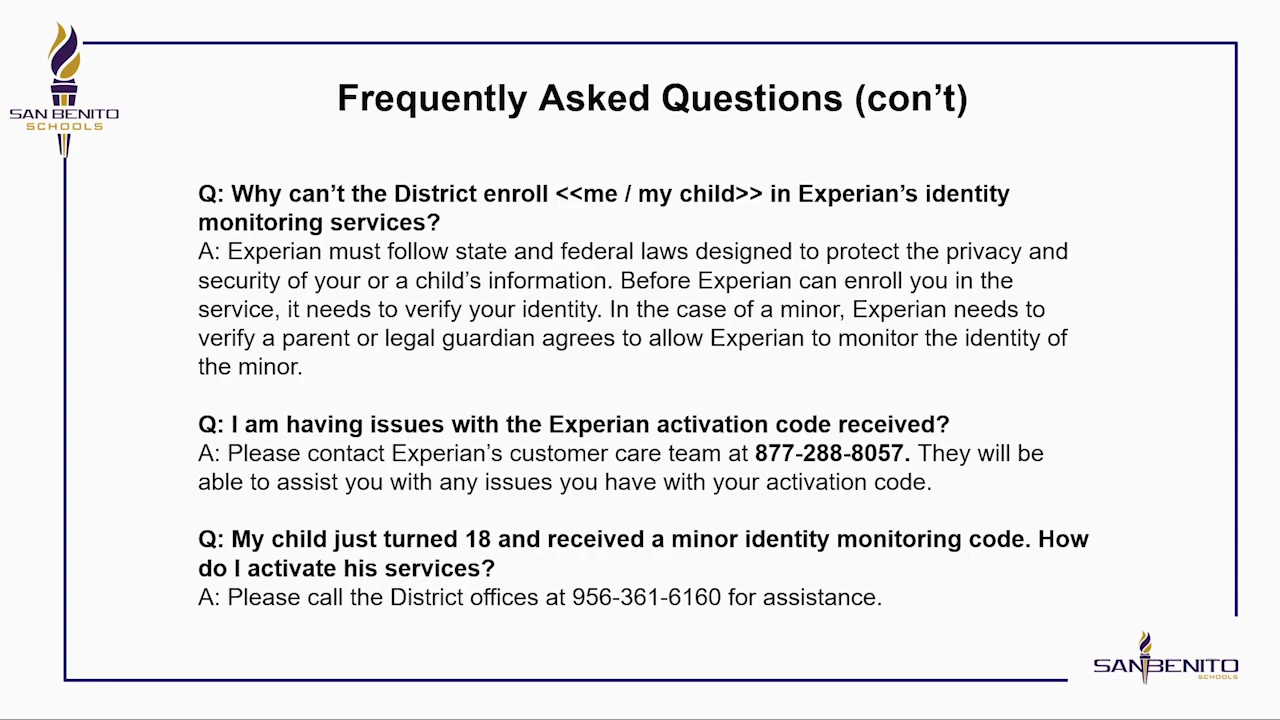 SAN BENITO
SCHOOLS
Frequently Asked Questions (con’t)
Q: Why can’t the District enroll <<me / my child>> in Experian’s identity
monitoring services?
A: Experian must follow state and federal laws designed to protect the privacy and
security of your or a child’s information. Before Experian can enroll you in the
service, it needs to verify your identity. In the case of a minor, Experian needs to
verify a parent or legal guardian agrees to allow Experian to monitor the identity of
the minor.
Q: I am having issues with the Experian activation code received?
A: Please contact Experian’s customer care team at 877-288-8057. They will be
able to assist you with any issues you have with your activation code.
Q: My child just turned 18 and received a minor identity monitoring code. How
do I activate his services?
A: Please call the District offices at 956-361-6160 for assistance.
SAN BENITO
SCHOOLS